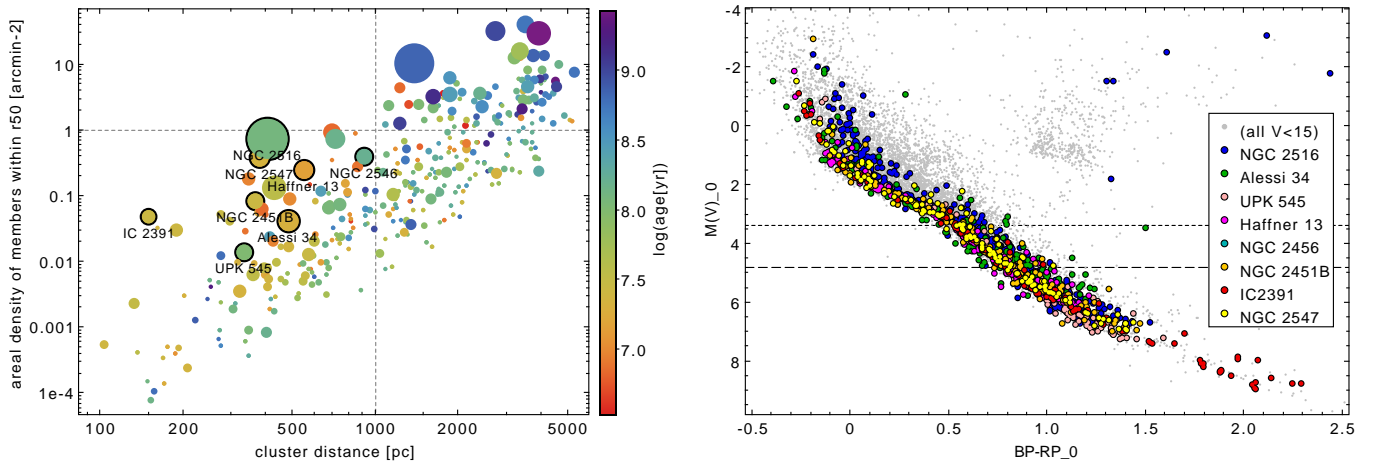 areal density of members within r50 [arcmin-2]
10
1
0.1
0.01
0.001
1e-4
NGC 2516
NGC 2547
NGC 2546
Haffner 13
NGC 2451B
IC 2391
Alessi 34
UPK 545
100
200
500
1000
2000
5000
cluster distance [pc]
9.0
8.5
8.0
7.5
7.0
log(age[yr])
M(V)_0
-4
-2
0
2
4
6
8
(all V<15)
NGC 2516
Alessi 34
UPK 545
Haffner 13
NGC 2456
NGC 2451B
IC2391
NGC 2547
-0.5
0
0.5
1.0
1.5
2.0
2.5
BP-RP_0